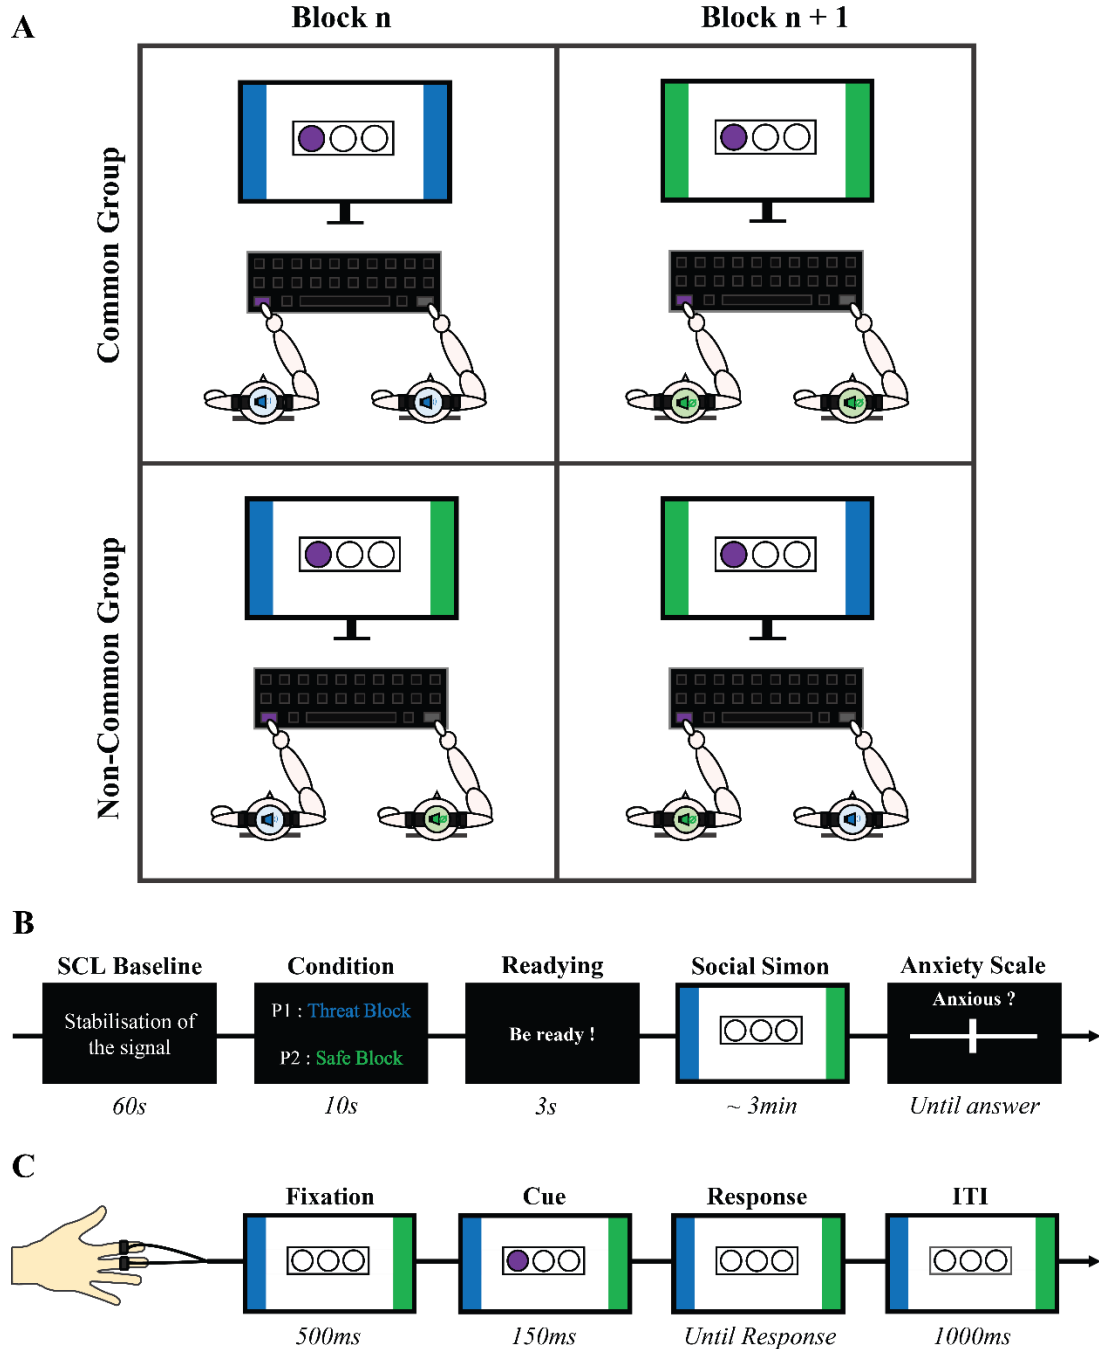 A
Block n
Block n + 1
Common Group
Non-Common Group
B
SCL Baseline
Condition
Readying
Social Simon
Anxiety Scale
Stabilisation of
the signal
P1 : Threat Block
P2 : Safe Block
Be ready !
Anxious ?
60s
10s
3s
~ 3min
Until answer
C
Fixation
Cue
Response
ITI
500ms
150ms
Until Response
1000ms